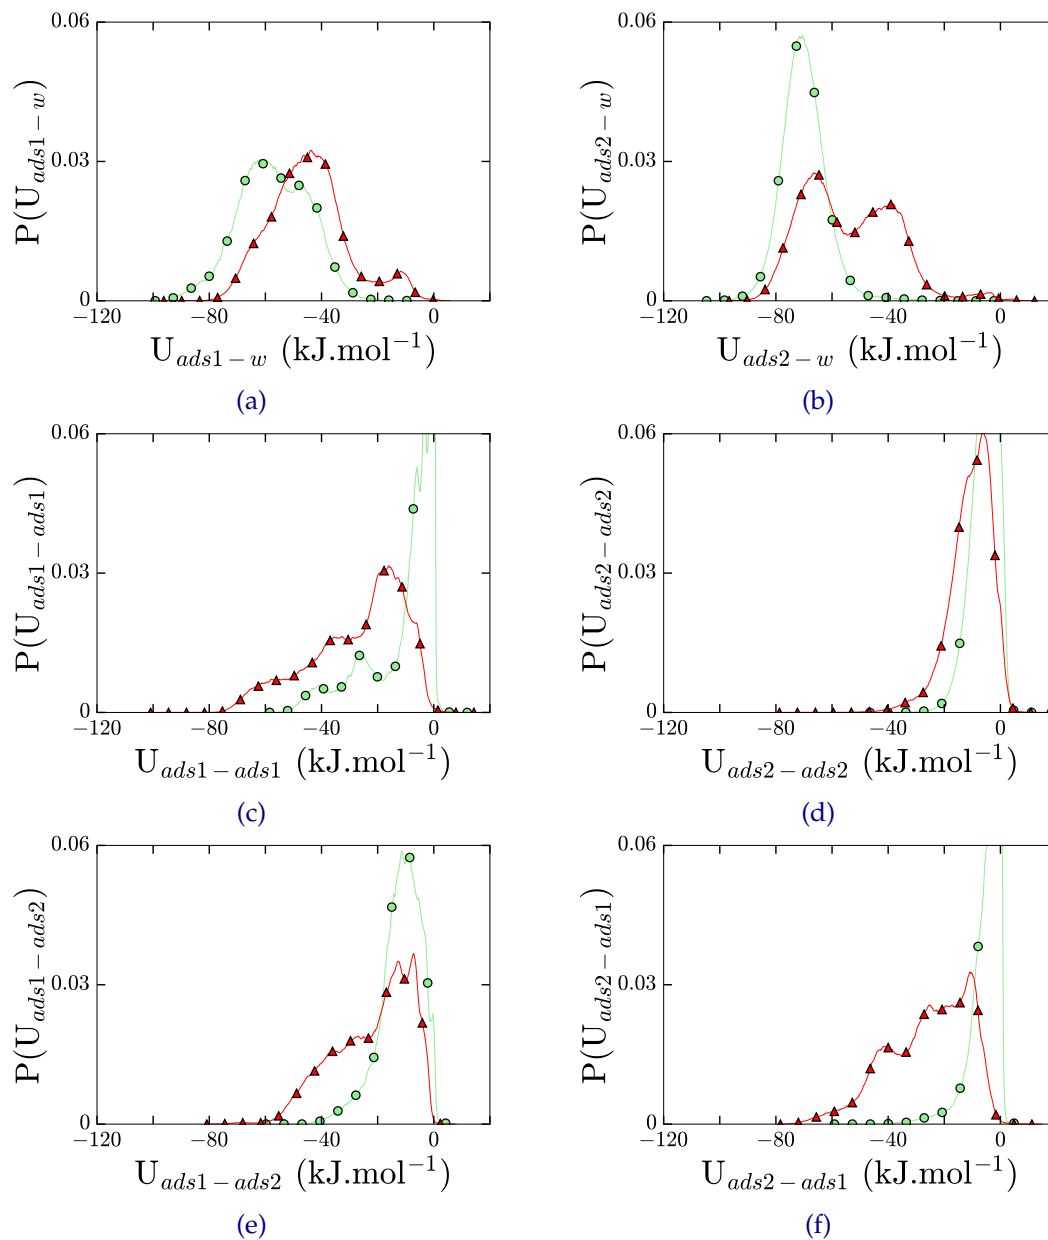 0.06
0.03
0
P(U_{ads1-w})
−120
−80
−40
0
U_{ads1-w} (kJ.mol^{−1})
(a)
0.06
0.03
0
P(U_{ads2-w})
−120
−80
−40
0
U_{ads2-w} (kJ.mol^{−1})
(b)
0.06
0.03
0
P(U_{ads1-ads1})
−120
−80
−40
0
U_{ads1-ads1} (kJ.mol^{−1})
(c)
0.06
0.03
0
P(U_{ads2-ads2})
−120
−80
−40
0
U_{ads2-ads2} (kJ.mol^{−1})
(d)
0.06
0.03
0
P(U_{ads1-ads2})
−120
−80
−40
0
U_{ads1-ads2} (kJ.mol^{−1})
(e)
0.06
0.03
0
P(U_{ads2-ads1})
−120
−80
−40
0
U_{ads2-ads1} (kJ.mol^{−1})
(f)